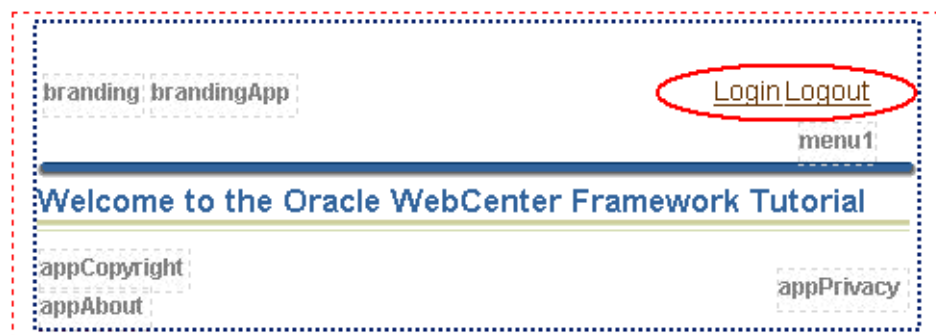 branding brandingApp Login Logout
menu1
Welcome to the Oracle WebCenter Framework Tutorial
appCopyright
appPrivacy
appAbout